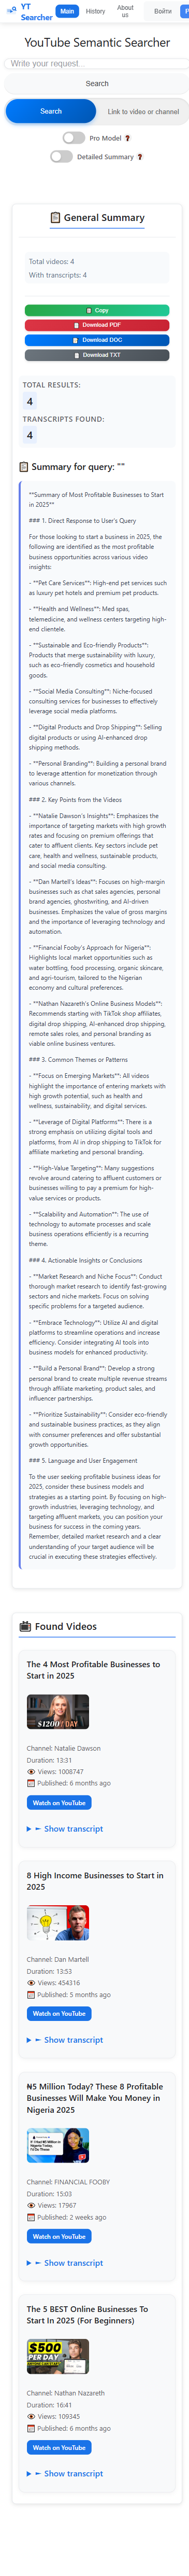 YT Searcher
Main
History
About us
Войти
YouTube Semantic Searcher
Write your request...
Search
Search
Link to video or channel
Pro Model ?
Detailed Summary ?
General Summary
Total videos: 4
With transcripts: 4
Copy
Download PDF
Download DOC
Download TXT
TOTAL RESULTS:
4
TRANSCRIPTS FOUND:
4
Summary for query: ""
**Summary of Most Profitable Businesses to Start
in 2025**
### 1. Direct Response to User's Query
For those looking to start a business in 2025, the
following are identified as the most profitable
business opportunities across various video
insights:
- **Pet Care Services**: High-end pet services such
as luxury pet hotels and premium pet products.
- **Health and Wellness**: Med spas,
telemedicine, and wellness centers targeting high-
end clientele.
- **Sustainable and Eco-friendly Products**:
Products that merge sustainability with luxury,
such as eco-friendly cosmetics and household
goods.
- **Social Media Consulting**: Niche-focused
consulting services for businesses to effectively
leverage social media platforms.
- **Digital Products and Drop Shipping**: Selling
digital products or using AI-enhanced drop
shipping methods.
- **Personal Branding**: Building a personal brand
to leverage attention for monetization through
various channels.
### 2. Key Points from the Videos
- **Natalie Dawson's Insights**: Emphasizes the
importance of targeting markets with high growth
rates and focusing on premium offerings that
cater to affluent clients. Key sectors include pet
care, health and wellness, sustainable products,
and social media consulting.
- **Dan Martell's Ideas**: Focuses on high-margin
businesses such as chat sales agencies, personal
brand agencies, ghostwriting, and AI-driven
businesses. Emphasizes the value of gross margins
and the importance of leveraging technology and
automation.
- **Financial Fooby's Approach for Nigeria**:
Highlights local market opportunities such as
water bottling, food processing, organic skincare,
and agri-tourism, tailored to the Nigerian
economy and cultural preferences.
- **Nathan Nazareth's Online Business Models**:
Recommends starting with TikTok shop affiliates,
digital drop shipping, AI-enhanced drop shipping,
remote sales roles, and personal branding as
viable online business ventures.
### 3. Common Themes or Patterns
- **Focus on Emerging Markets**: All videos
highlight the importance of entering markets with
high growth potential, such as health and
wellness, sustainability, and digital services.
- **Leverage of Digital Platforms**: There is a
strong emphasis on utilizing digital tools and
platforms, from AI in drop shipping to TikTok for
affiliate marketing and personal branding.
- **High-Value Targeting**: Many suggestions
revolve around catering to affluent customers or
businesses willing to pay a premium for high-
value services or products.
- **Scalability and Automation**: The use of
technology to automate processes and scale
business operations efficiently is a recurring
theme.
### 4. Actionable Insights or Conclusions
- **Market Research and Niche Focus**: Conduct
thorough market research to identify fast-growing
sectors and niche markets. Focus on solving
specific problems for a targeted audience.
- **Embrace Technology**: Utilize AI and digital
platforms to streamline operations and increase
efficiency. Consider integrating AI tools into
business models for enhanced productivity.
- **Build a Personal Brand**: Develop a strong
personal brand to create multiple revenue streams
through affiliate marketing, product sales, and
influencer partnerships.
- **Prioritize Sustainability**: Consider eco-friendly
and sustainable business practices, as they align
with consumer preferences and offer substantial
growth opportunities.
### 5. Language and User Engagement
To the user seeking profitable business ideas for
2025, consider these business models and
strategies as a starting point. By focusing on high-
growth industries, leveraging technology, and
targeting affluent markets, you can position your
business for success in the coming years.
Remember, detailed market research and a clear
understanding of your target audience will be
crucial in executing these strategies effectively.
Found Videos
The 4 Most Profitable Businesses to
Start in 2025
$1200/DAY
Channel: Natalie Dawson
Duration: 13:31
Views: 1008747
Published: 6 months ago
Watch on YouTube
Show transcript
8 High Income Businesses to Start in
2025
Channel: Dan Martell
Duration: 13:53
Views: 454316
Published: 5 months ago
Watch on YouTube
Show transcript
₦5 Million Today? These 8 Profitable
Businesses Will Make You Money in
Nigeria 2025
Channel: FINANCIAL FOOBY
Duration: 15:03
Views: 17967
Published: 2 weeks ago
Watch on YouTube
Show transcript
The 5 BEST Online Businesses To
Start In 2025 (For Beginners)
$500
PER DAY
Channel: Nathan Nazareth
Duration: 16:41
Views: 109345
Published: 6 months ago
Watch on YouTube
Show transcript